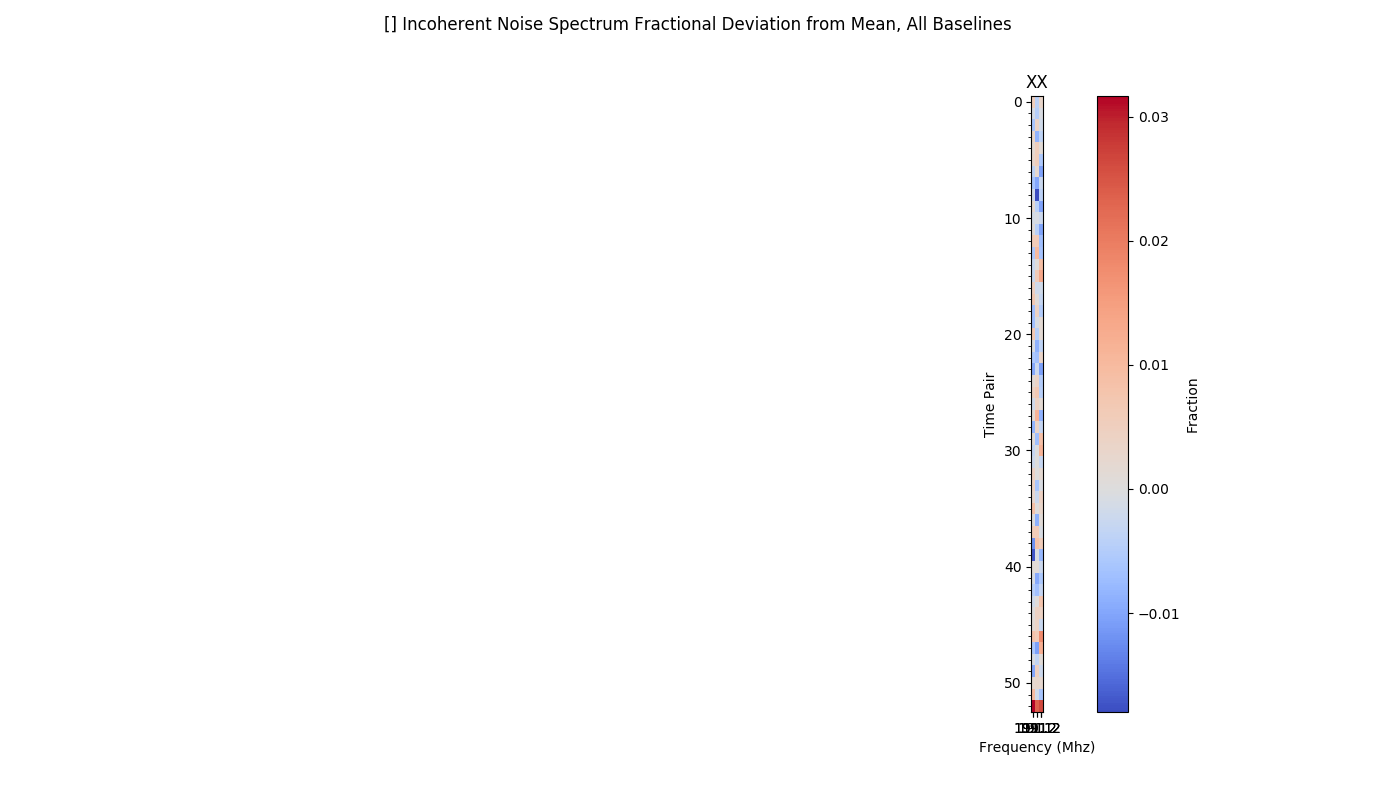 [] Incoherent Noise Spectrum Fractional Deviation from Mean, All Baselines
XX
0
10
20
30
40
50
Time Pair
Frequency (Mhz)
0.03
0.02
0.01
0.00
−0.01
Fraction